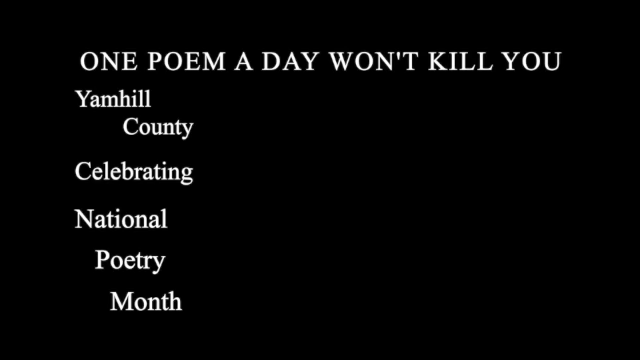 ONE POEM A DAY WON'T KILL YOU
Yamhill
County
Celebrating
National
Poetry
Month